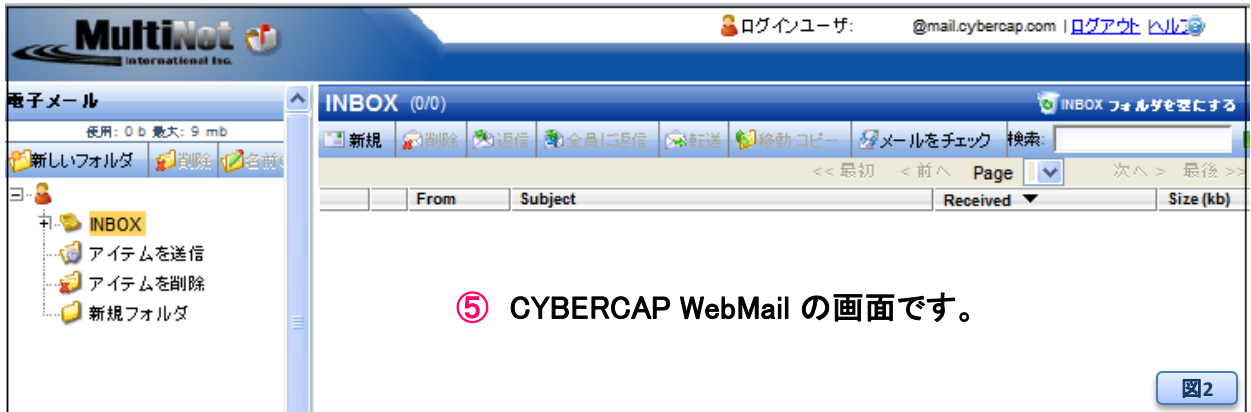 MultiNet
International Inc.
ログインユーザ: @mail.cybercap.com | ログアウト ヘルプ
電子メール
使用: 0 b 最大: 9 mb
新しいフォルダ 削除 名前
INBOX
アイテムを送信
アイテムを削除
新規フォルダ
INBOX (0/0) INBOX フォルダを空にする
新規 削除 返信 全員に返信 転送 移動 コピー メールをチェック 検索:
<< 最初 < 前へ Page 次へ > 最後 >>
From Subject Received ▼ Size (kb)
⑤ CYBERCAP WebMail の画面です。
図2